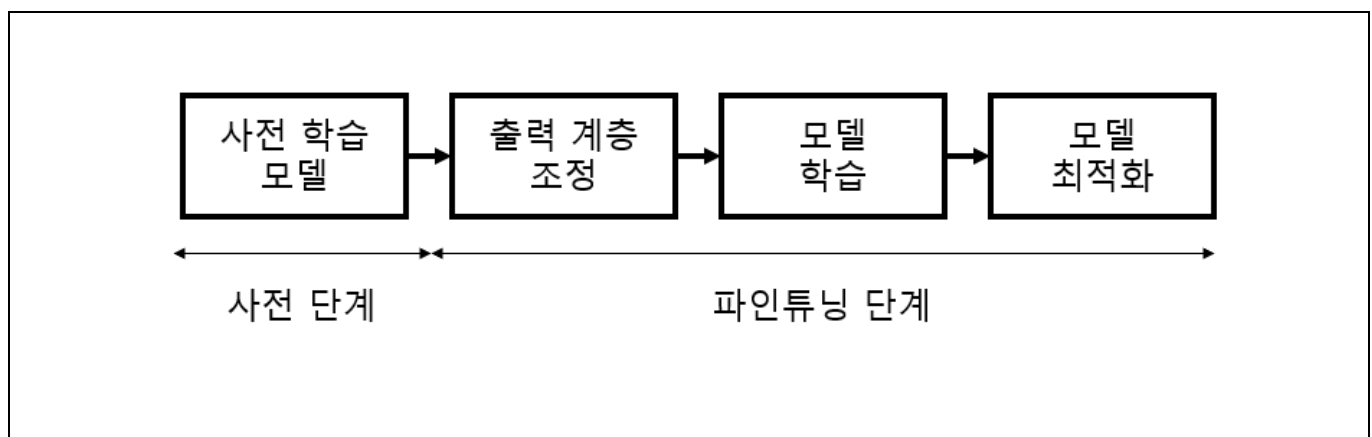 사전 학습
모델
출력 계층
조정
모델
학습
모델
최적화
사전 단계
파인튜닝 단계